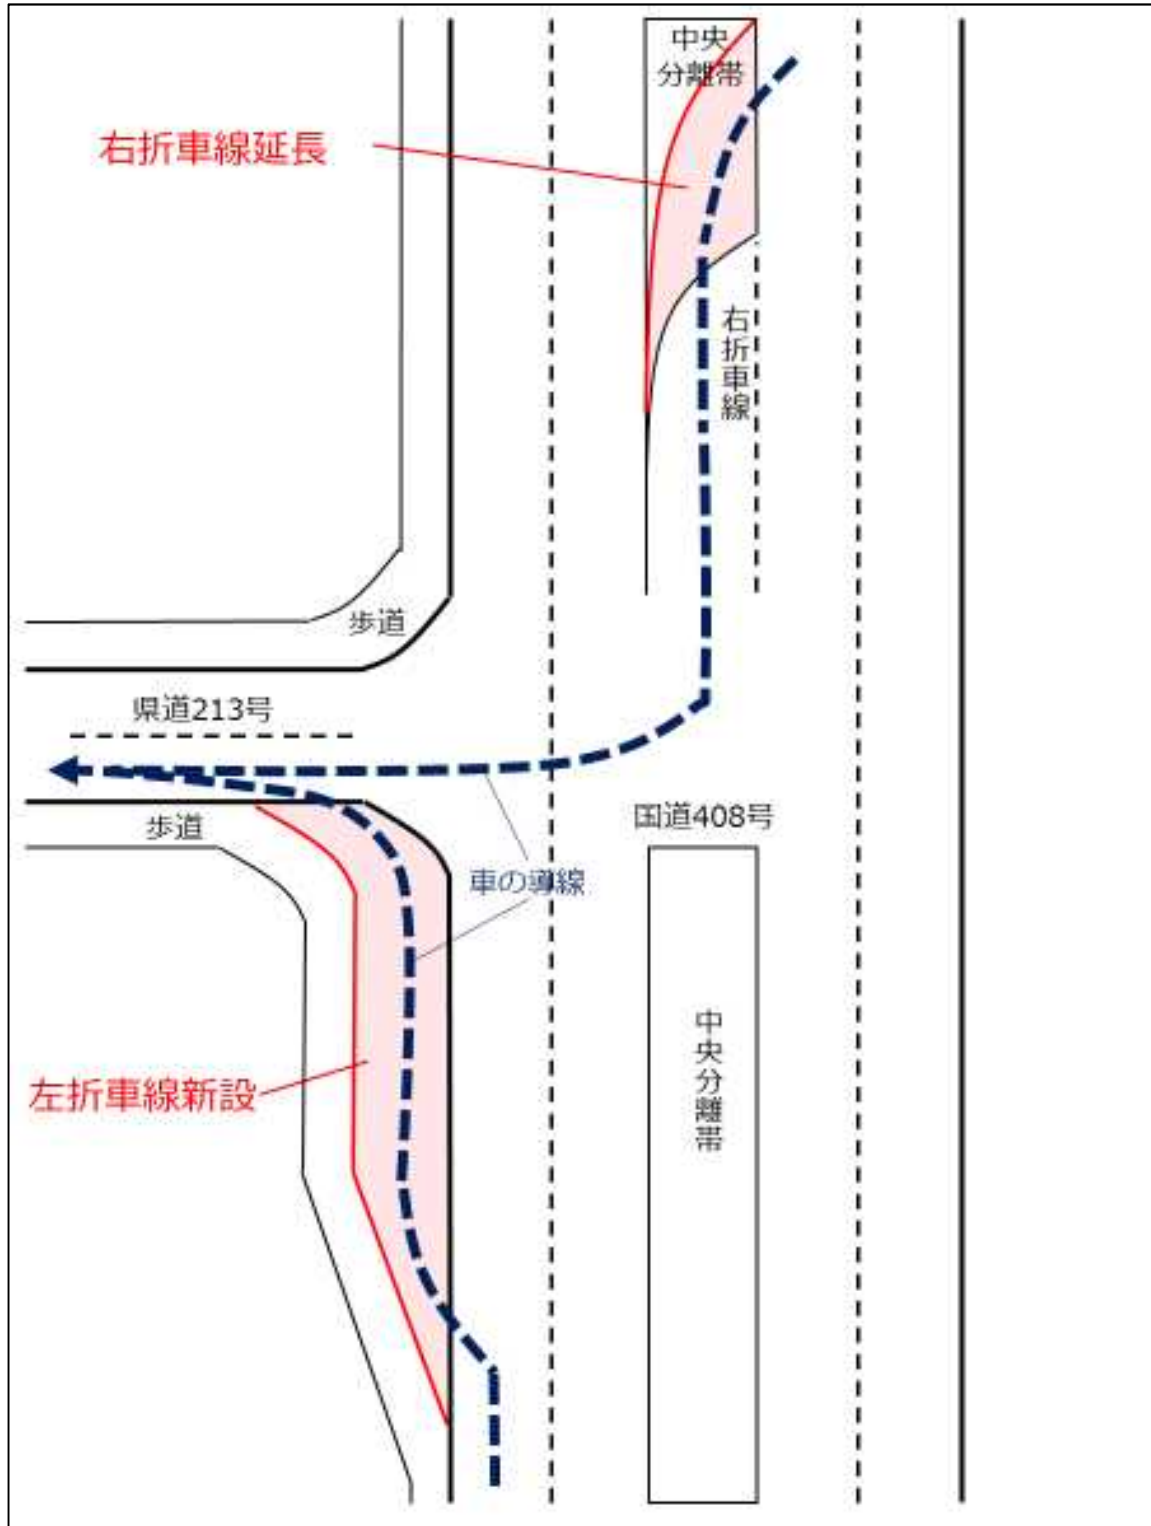 中央
分離帯
右折車線延長
右折車線
歩道
県道213号
国道408号
歩道
車の導線
中央分離帯
左折車線新設